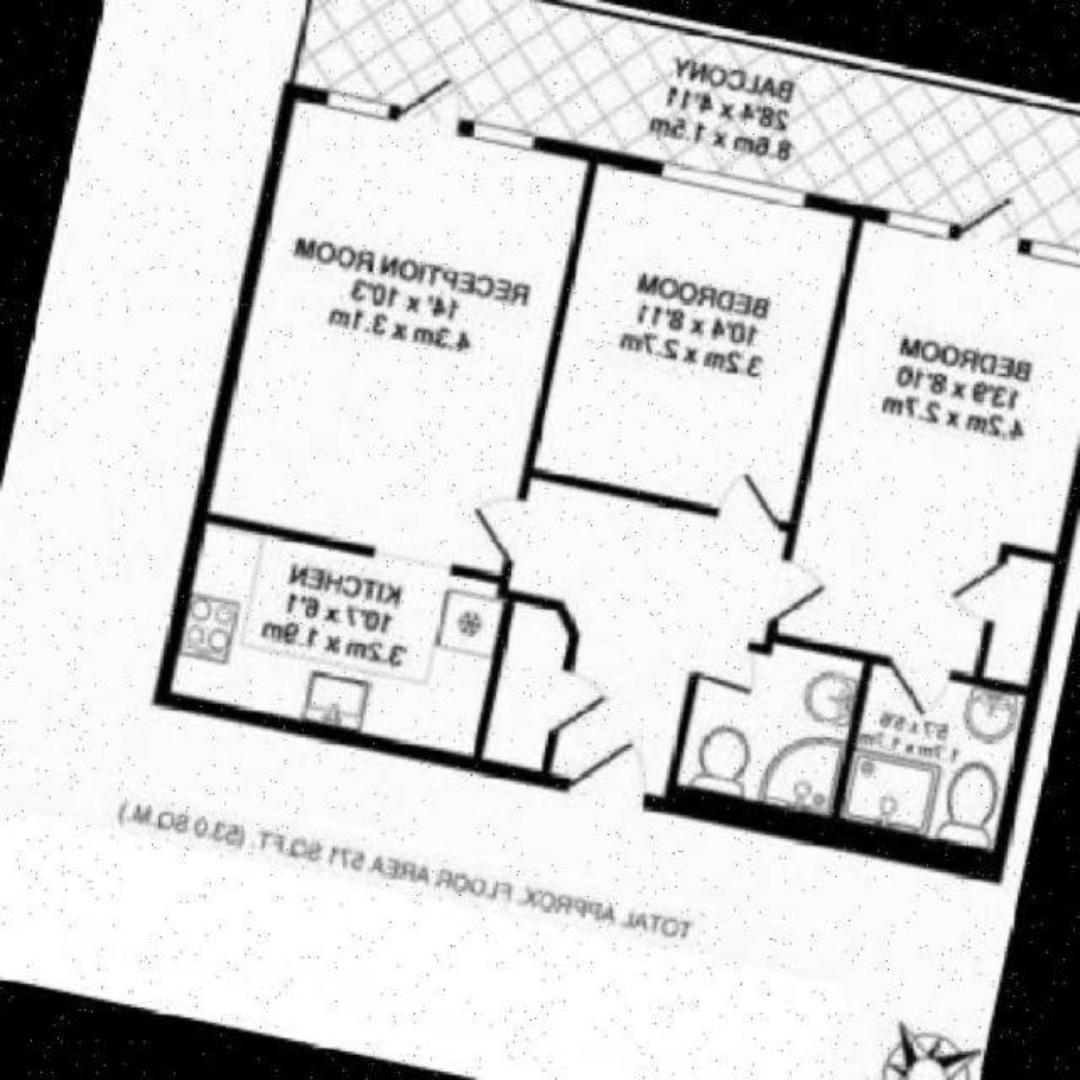 BALCONY
28'4 x 4'11
8.6m x 1.5m
RECEPTION ROOM
14' x 10'3
4.3m x 3.1m
BEDROOM
10'4 x 8'11
3.2m x 2.7m
BEDROOM
13'9 x 8'10
4.2m x 2.7m
KITCHEN
10'7 x 6'1
3.2m x 1.9m
5'7 x 5'6
1.7m x 1.7m
TOTAL APPROX. FLOOR AREA 571 SQ.FT. (53.0 SQ.M.)